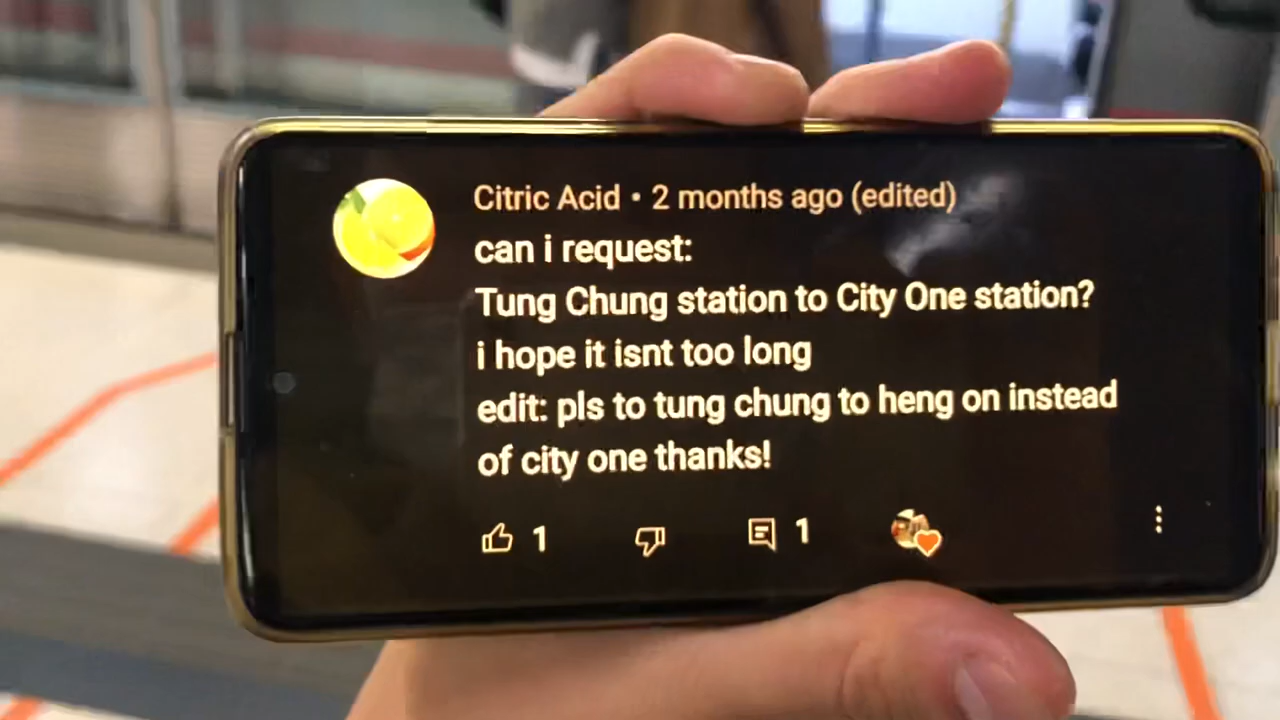 Citric Acid • 2 months ago (edited)
can i request:
Tung Chung station to City One station?
i hope it isnt too long
edit: pls to tung chung to heng on instead
of city one thanks!
1
1